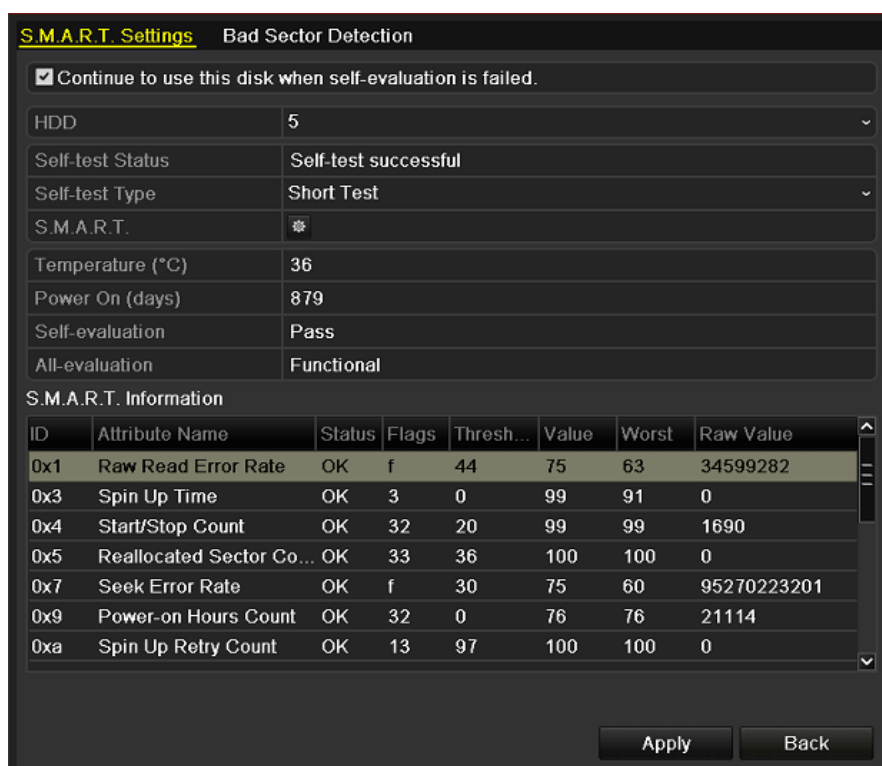 S.M.A.R.T. Settings Bad Sector Detection
Continue to use this disk when self-evaluation is failed.
HDD 5
Self-test Status Self-test successful
Self-test Type Short Test
S.M.A.R.T.
Temperature (°C) 36
Power On (days) 879
Self-evaluation Pass
All-evaluation Functional
S.M.A.R.T. Information
ID Attribute Name Status Flags Thresh... Value Worst Raw Value
0x1 Raw Read Error Rate OK f 44 75 63 34599282
0x3 Spin Up Time OK 3 0 99 91 0
0x4 Start/Stop Count OK 32 20 99 99 1690
0x5 Reallocated Sector Co... OK 33 36 100 100 0
0x7 Seek Error Rate OK f 30 75 60 95270223201
0x9 Power-on Hours Count OK 32 0 76 76 21114
0xa Spin Up Retry Count OK 13 97 100 100 0
Apply Back